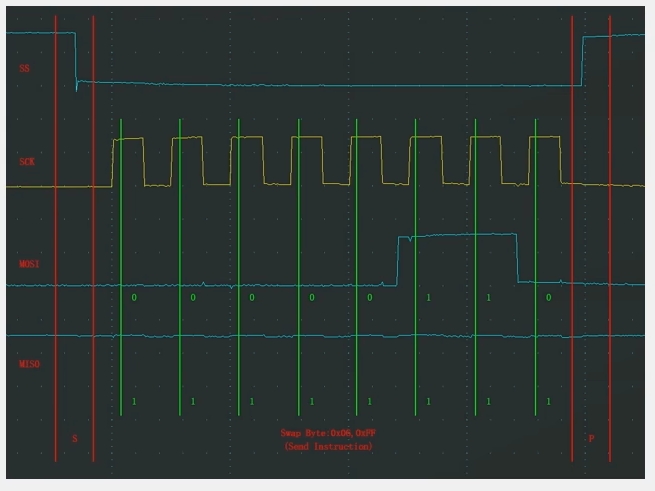 SS
SCK
MOSI
0 0 0 0 0 1 1 0
MISO
1 1 1 1 1 1 1 1
Swap Byte:0x06,0xFF
S P
(Send Instruction)